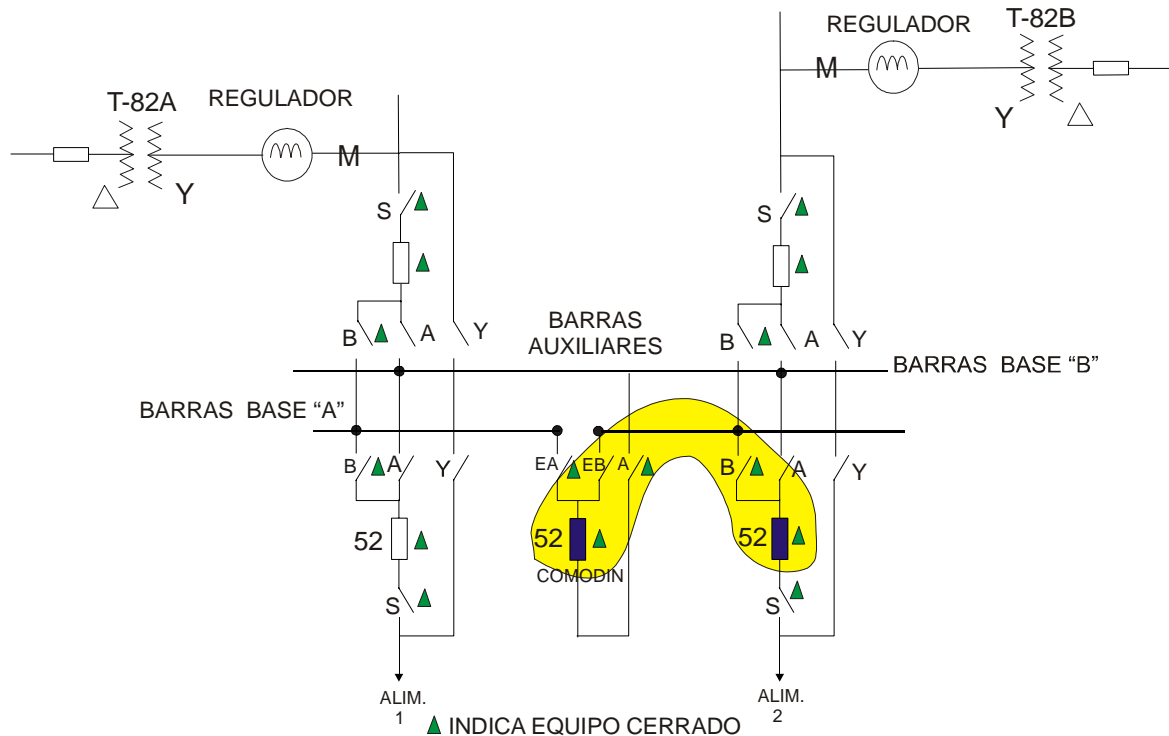 T-82B
REGULADOR
M
Y
T-82A
REGULADOR
M
Y
S
S
B
A
Y
BARRAS
AUXILIARES
B
A
Y
BARRAS BASE “B”
BARRAS BASE “A”
B
A
Y
EA
EB
A
B
A
Y
52
52
COMODIN
52
S
S
ALIM.
1
ALIM.
2
INDICA EQUIPO CERRADO